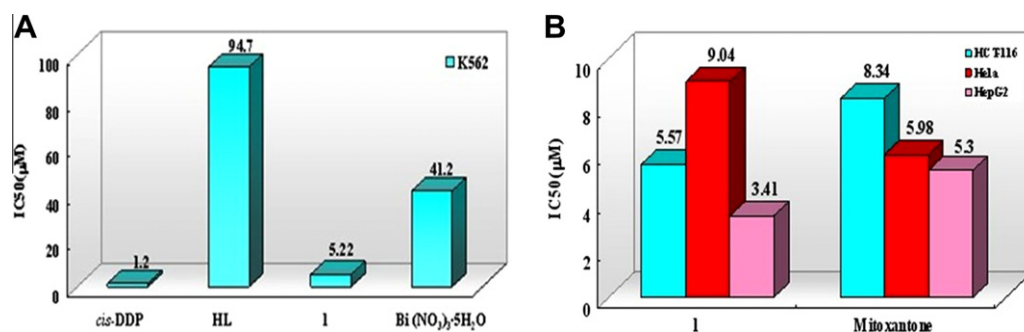 A
IC50(μM)
100
80
60
40
20
0
1.2
94.7
5.22
41.2
K562
cis-DDP HL 1 Bi(NO3)3·5H2O
B
IC50(μM)
10
8
6
4
2
0
5.57
9.04
3.41
8.34
5.98
5.3
HCT-116
Hela
HepG2
1 Mitoxantone